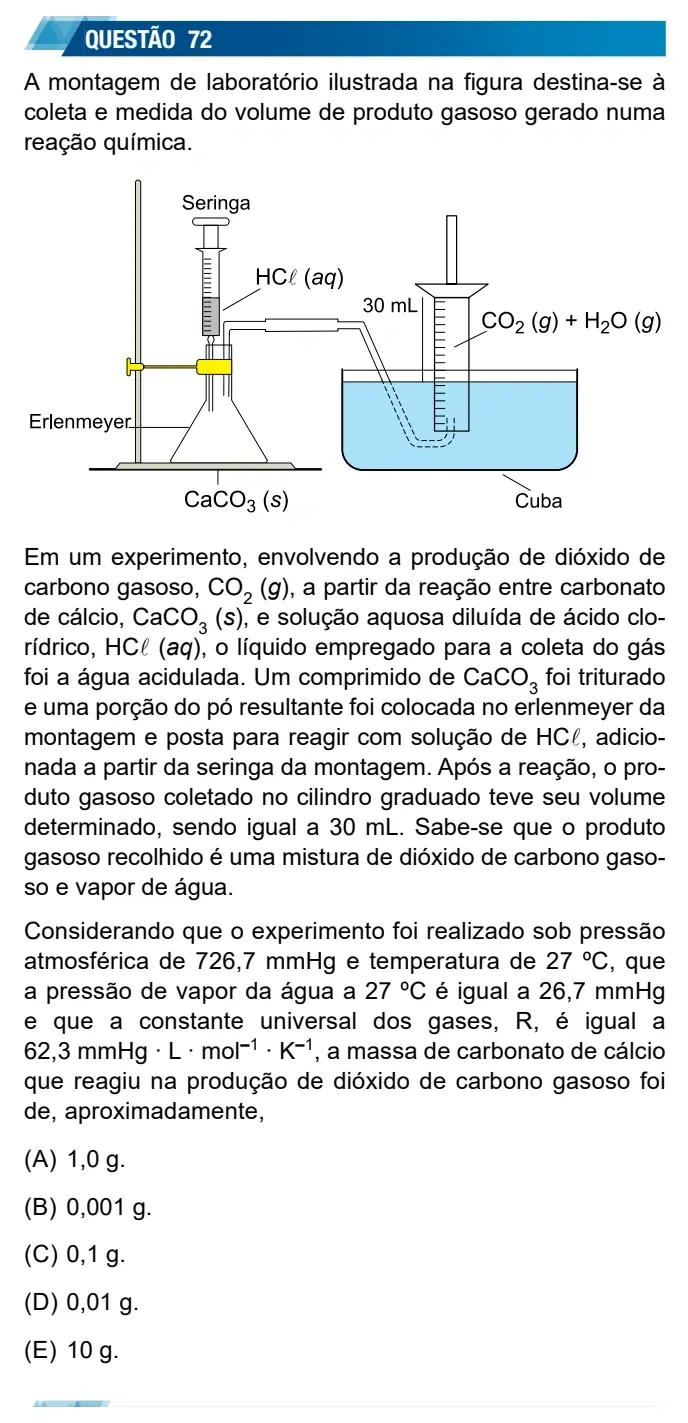 QUESTÃO 72
A montagem de laboratório ilustrada na figura destina-se à
coleta e medida do volume de produto gasoso gerado numa
reação química.
Seringa
HCℓ (aq)
30 mL
CO₂ (g) + H₂O (g)
Erlenmeyer
CaCO₃ (s)
Cuba
Em um experimento, envolvendo a produção de dióxido de
carbono gasoso, CO₂ (g), a partir da reação entre carbonato
de cálcio, CaCO₃ (s), e solução aquosa diluída de ácido clo-
rídrico, HCℓ (aq), o líquido empregado para a coleta do gás
foi a água acidulada. Um comprimido de CaCO₃ foi triturado
e uma porção do pó resultante foi colocada no erlenmeyer da
montagem e posta para reagir com solução de HCℓ, adicio-
nada a partir da seringa da montagem. Após a reação, o pro-
duto gasoso coletado no cilindro graduado teve seu volume
determinado, sendo igual a 30 mL. Sabe-se que o produto
gasoso recolhido é uma mistura de dióxido de carbono gaso-
so e vapor de água.
Considerando que o experimento foi realizado sob pressão
atmosférica de 726,7 mmHg e temperatura de 27 ºC, que
a pressão de vapor da água a 27 ºC é igual a 26,7 mmHg
e que a constante universal dos gases, R, é igual a
62,3 mmHg · L · mol⁻¹ · K⁻¹, a massa de carbonato de cálcio
que reagiu na produção de dióxido de carbono gasoso foi
de, aproximadamente,
(A) 1,0 g.
(B) 0,001 g.
(C) 0,1 g.
(D) 0,01 g.
(E) 10 g.